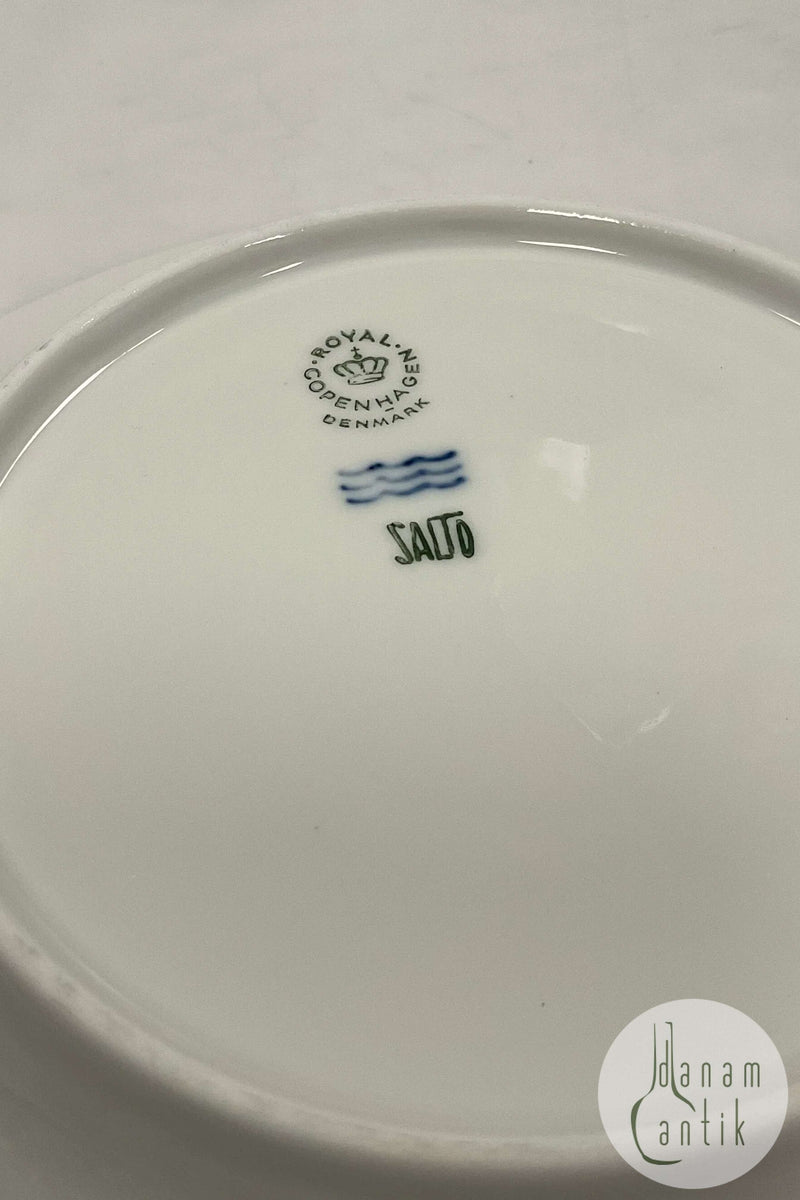 ROYAL
COPENHAGEN
DENMARK
SALTO
danam
antik